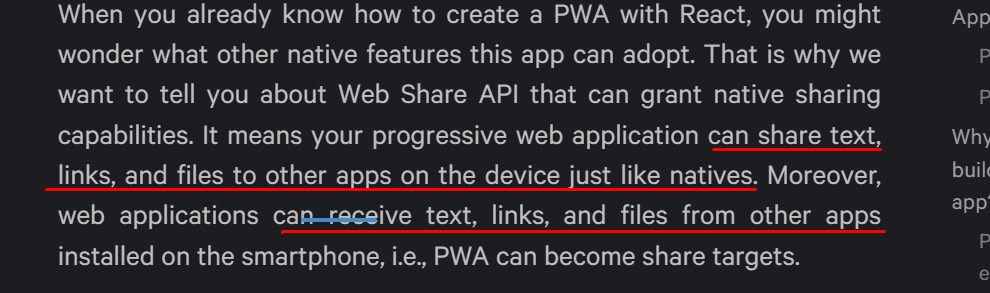 When you already know how to create a PWA with React, you might
wonder what other native features this app can adopt. That is why we
want to tell you about Web Share API that can grant native sharing
capabilities. It means your progressive web application can share text,
links, and files to other apps on the device just like natives. Moreover,
web applications can receive text, links, and files from other apps
installed on the smartphone, i.e., PWA can become share targets.
App
P
P
Why
build
app?
P
e